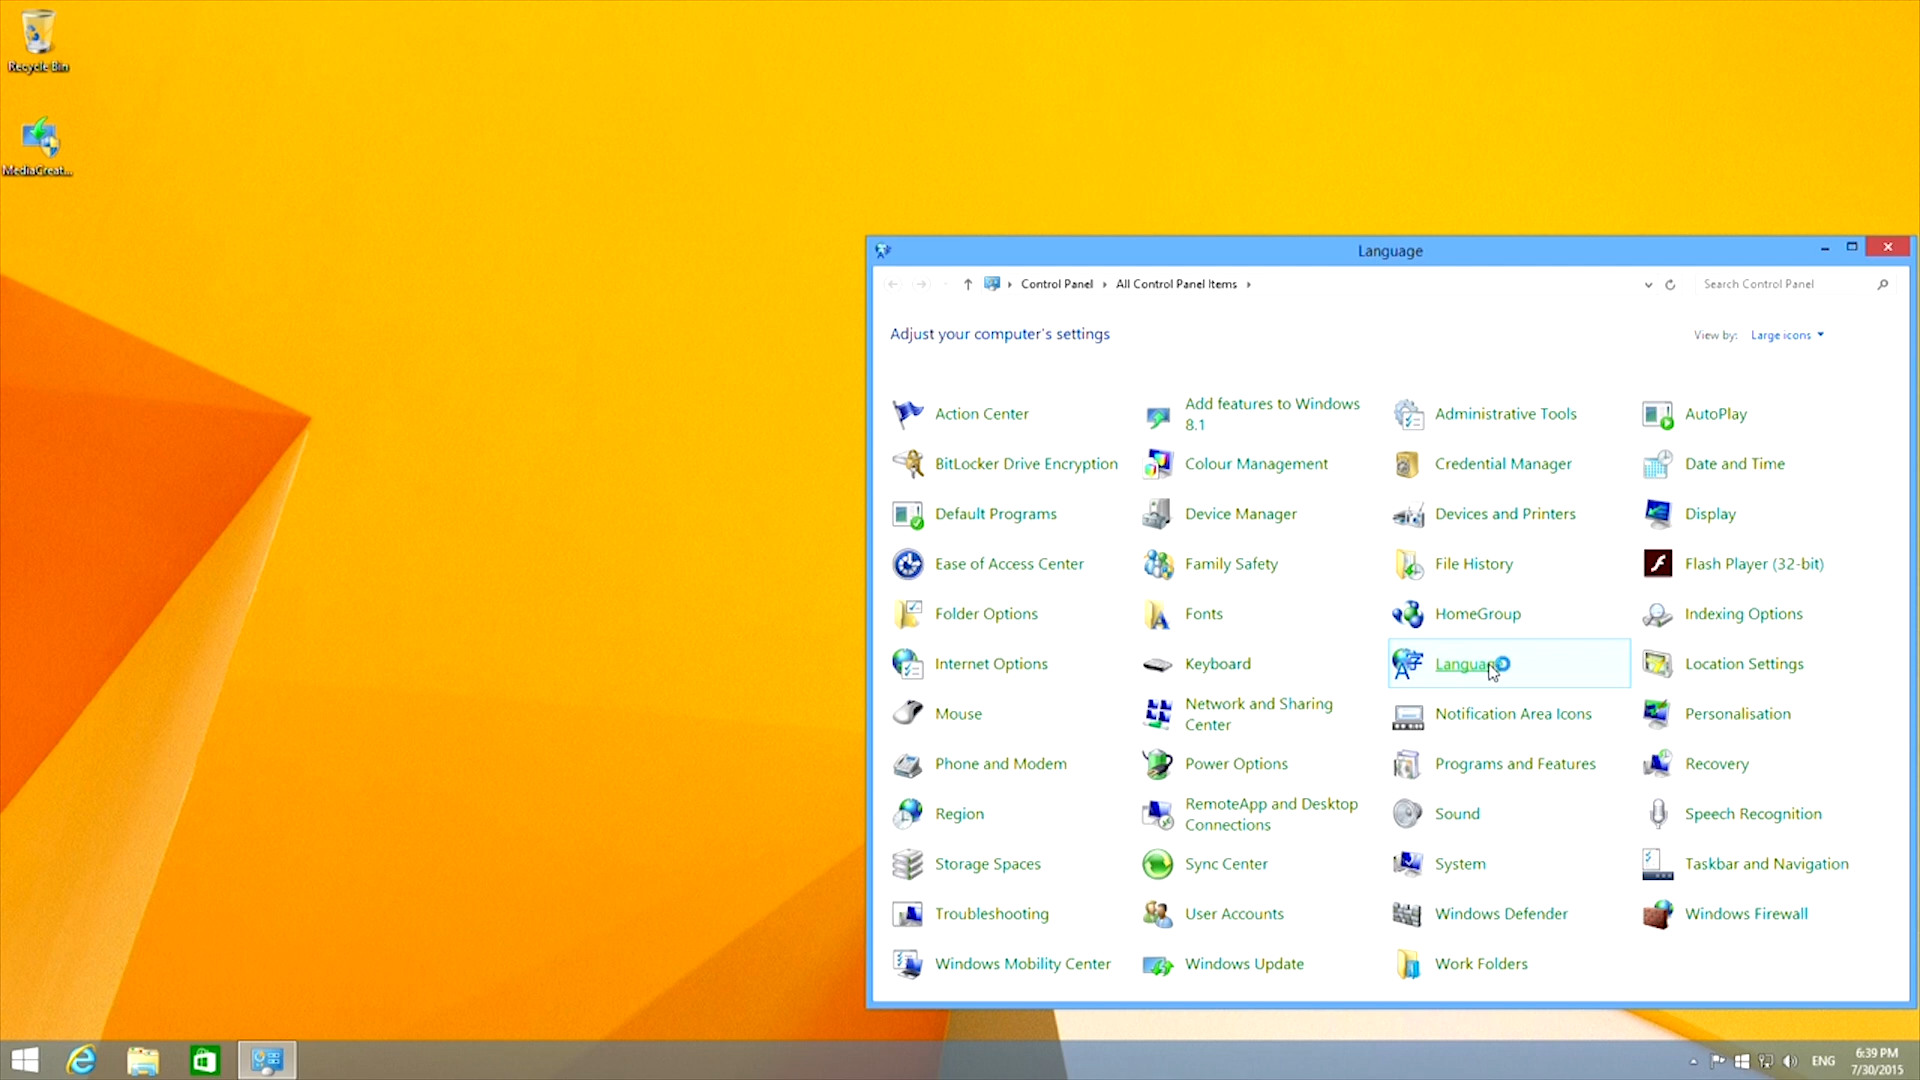 Recycle Bin
MediaCreat...
Language
Control Panel
All Control Panel Items
Search Control Panel
Adjust your computer's settings
View by: Large icons
Action Center
Add features to Windows
8.1
Administrative Tools
AutoPlay
BitLocker Drive Encryption
Colour Management
Credential Manager
Date and Time
Default Programs
Device Manager
Devices and Printers
Display
Ease of Access Center
Family Safety
File History
Flash Player (32-bit)
Folder Options
Fonts
HomeGroup
Indexing Options
Internet Options
Keyboard
Language
Location Settings
Mouse
Network and Sharing
Center
Notification Area Icons
Personalisation
Phone and Modem
Power Options
Programs and Features
Recovery
Region
RemoteApp and Desktop
Connections
Sound
Speech Recognition
Storage Spaces
Sync Center
System
Taskbar and Navigation
Troubleshooting
User Accounts
Windows Defender
Windows Firewall
Windows Mobility Center
Windows Update
Work Folders
ENG
6:39 PM
7/30/2015